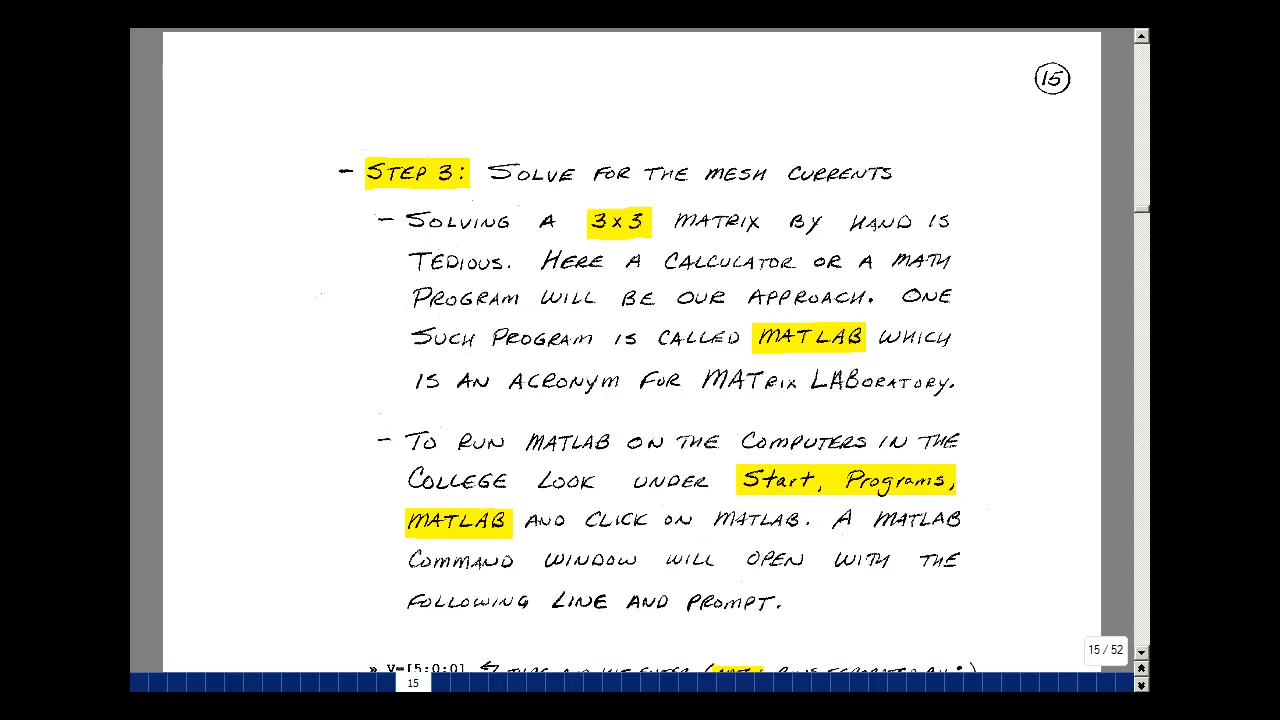 15
- STEP 3: SOLVE FOR THE MESH CURRENTS
- SOLVING A 3x3 MATRIX BY HAND IS
TEDIOUS. HERE A CALCULATOR OR A MATH
PROGRAM WILL BE OUR APPROACH. ONE
SUCH PROGRAM IS CALLED MATLAB WHICH
IS AN ACRONYM FOR MATRIX LABORATORY.
- TO RUN MATLAB ON THE COMPUTERS IN THE
COLLEGE LOOK UNDER Start, Programs,
MATLAB AND CLICK ON MATLAB. A MATLAB
COMMAND WINDOW WILL OPEN WITH THE
FOLLOWING LINE AND PROMPT.
» V=[5;0;0]
15 / 52
15